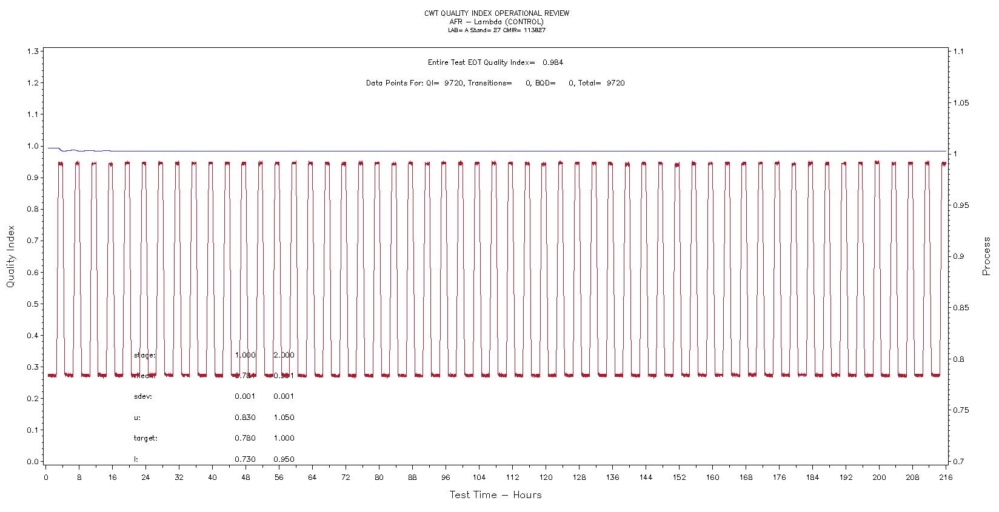 CWT QUALITY INDEX OPERATIONAL REVIEW
AFR - Lambda (CONTROL)
LAB= A Stand= 27 CMIR= 113827
Entire Test EOT Quality Index= 0.984
Data Points For: QI= 9720, Transitions= 0, BQD= 0, Total= 9720
1.3
1.2
1.1
1.0
0.9
0.8
0.7
0.6
0.5
0.4
0.3
0.2
0.1
0.0
Quality Index
1.1
1.05
1
0.95
0.9
0.85
0.8
0.75
0.7
Process
stage: 1.000 2.000
mean: 0.784
sdev: 0.001 0.001
u: 0.830 1.050
target: 0.780 1.000
l: 0.730 0.950
0 8 16 24 32 40 48 56 64 72 80 88 96 104 112 120 128 136 144 152 160 168 176 184 192 200 208 216
Test Time - Hours